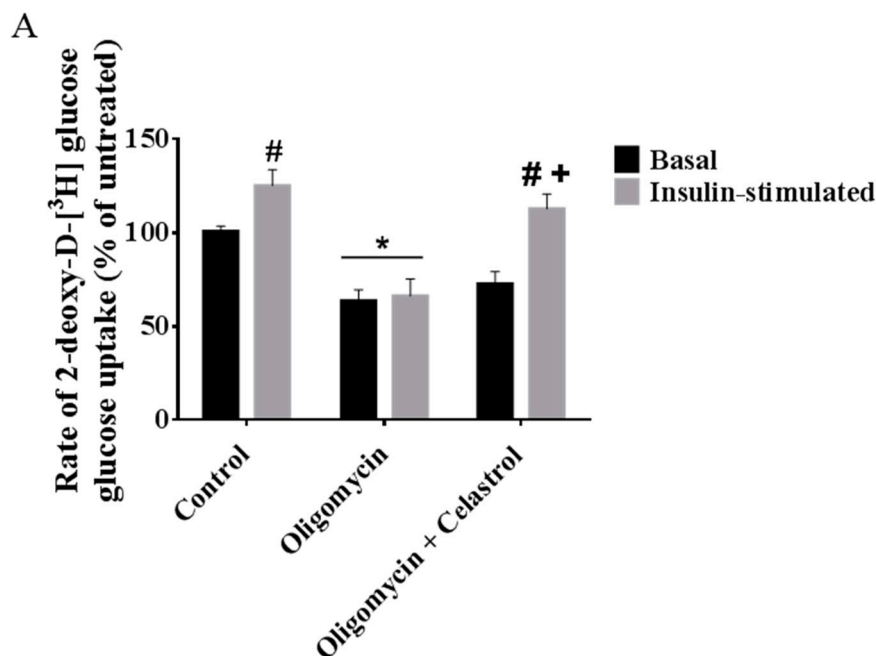 A
Rate of 2-deoxy-D-[³H] glucose
glucose uptake (% of untreated)
150
100
50
0
#
*
# +
Basal
Insulin-stimulated
Control
Oligomycin
Oligomycin + Celastrol